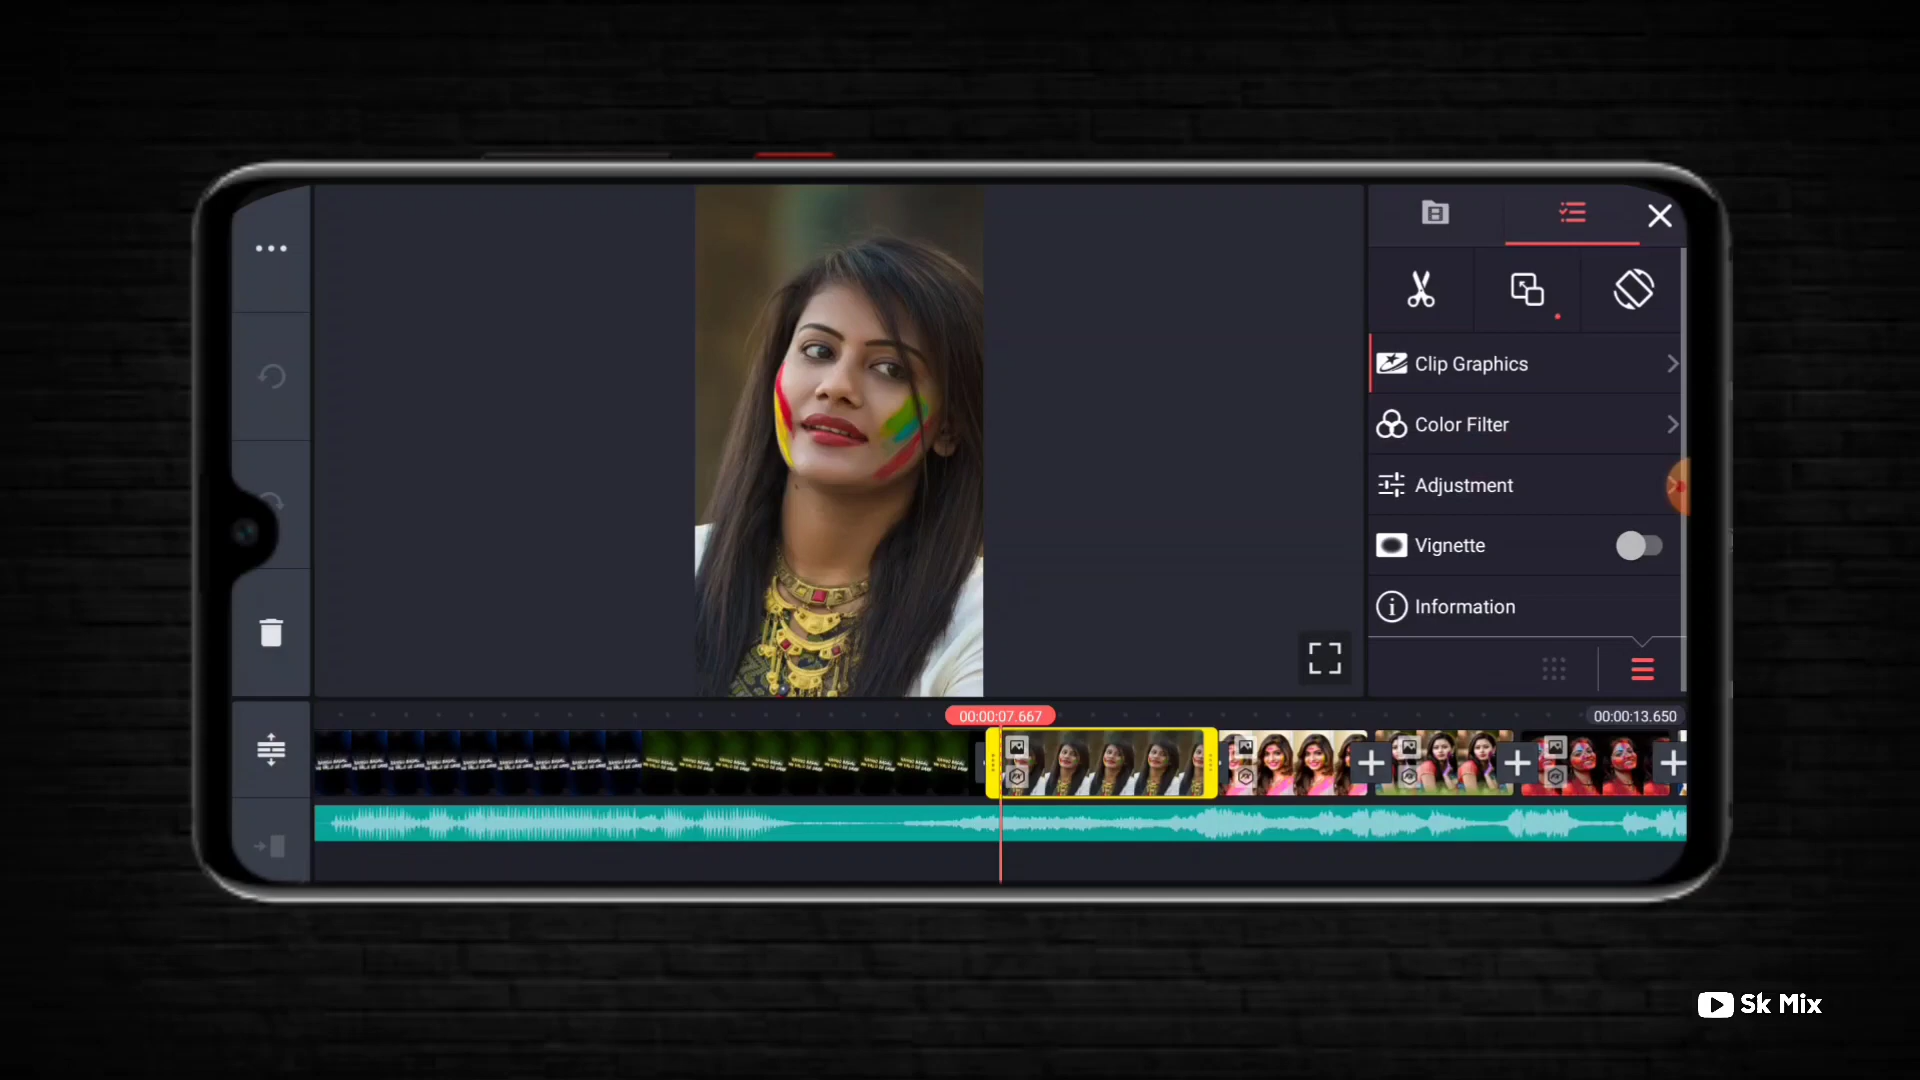 Clip Graphics
Color Filter
Adjustment
Vignette
Information
00:00:07.667
00:00:13.650
Sk Mix